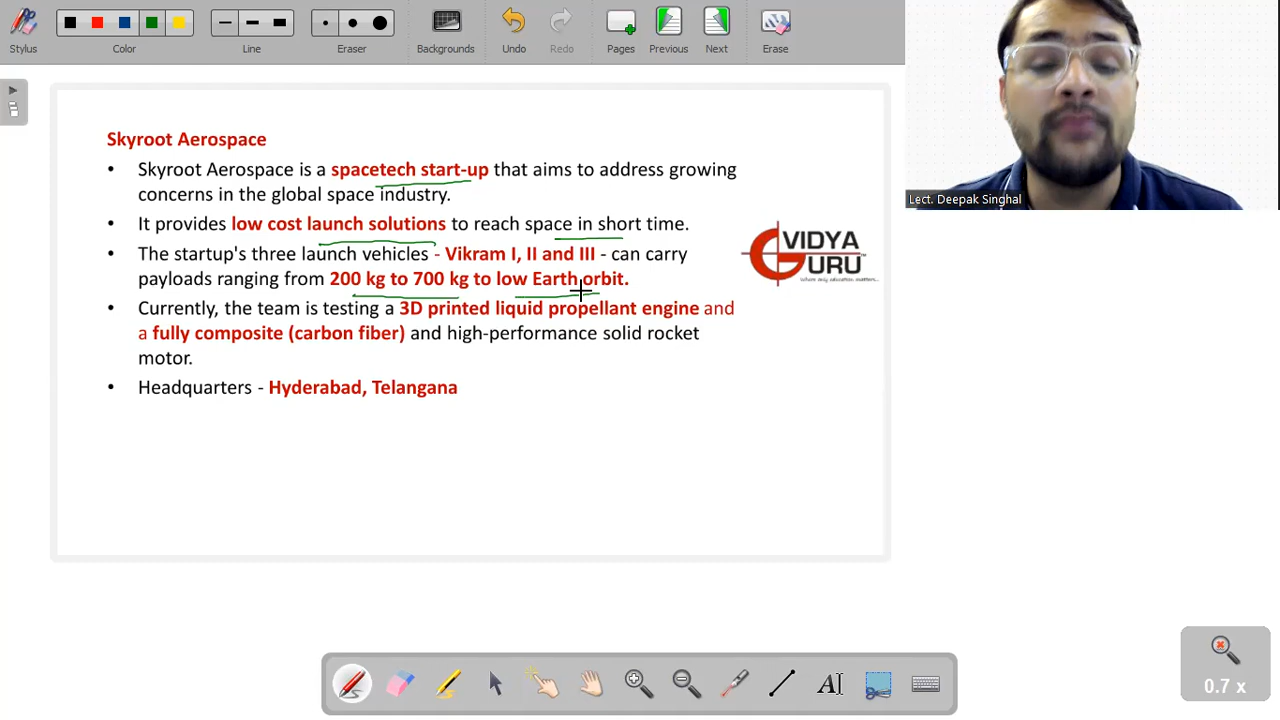 Stylus
Color
Line
Eraser
Backgrounds
Undo
Redo
Pages
Previous
Next
Erase
Lect. Deepak Singhal
Skyroot Aerospace
• Skyroot Aerospace is a spacetech start-up that aims to address growing
concerns in the global space industry.
• It provides low cost launch solutions to reach space in short time.
• The startup's three launch vehicles - Vikram I, II and III - can carry
payloads ranging from 200 kg to 700 kg to low Earth orbit.
• Currently, the team is testing a 3D printed liquid propellant engine and
a fully composite (carbon fiber) and high-performance solid rocket
motor.
• Headquarters - Hyderabad, Telangana
VIDYA
GURU
Where only education matters...
AI
0.7 x